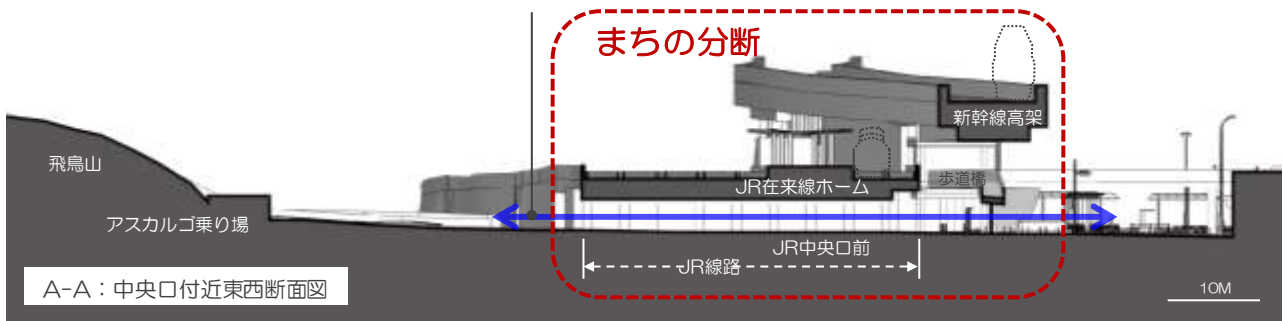 まちの分断
新幹線高架
飛鳥山
歩道橋
JR在来線ホーム
アスカルゴ乗り場
JR中央口前
JR線路
A-A：中央口付近東西断面図
10M